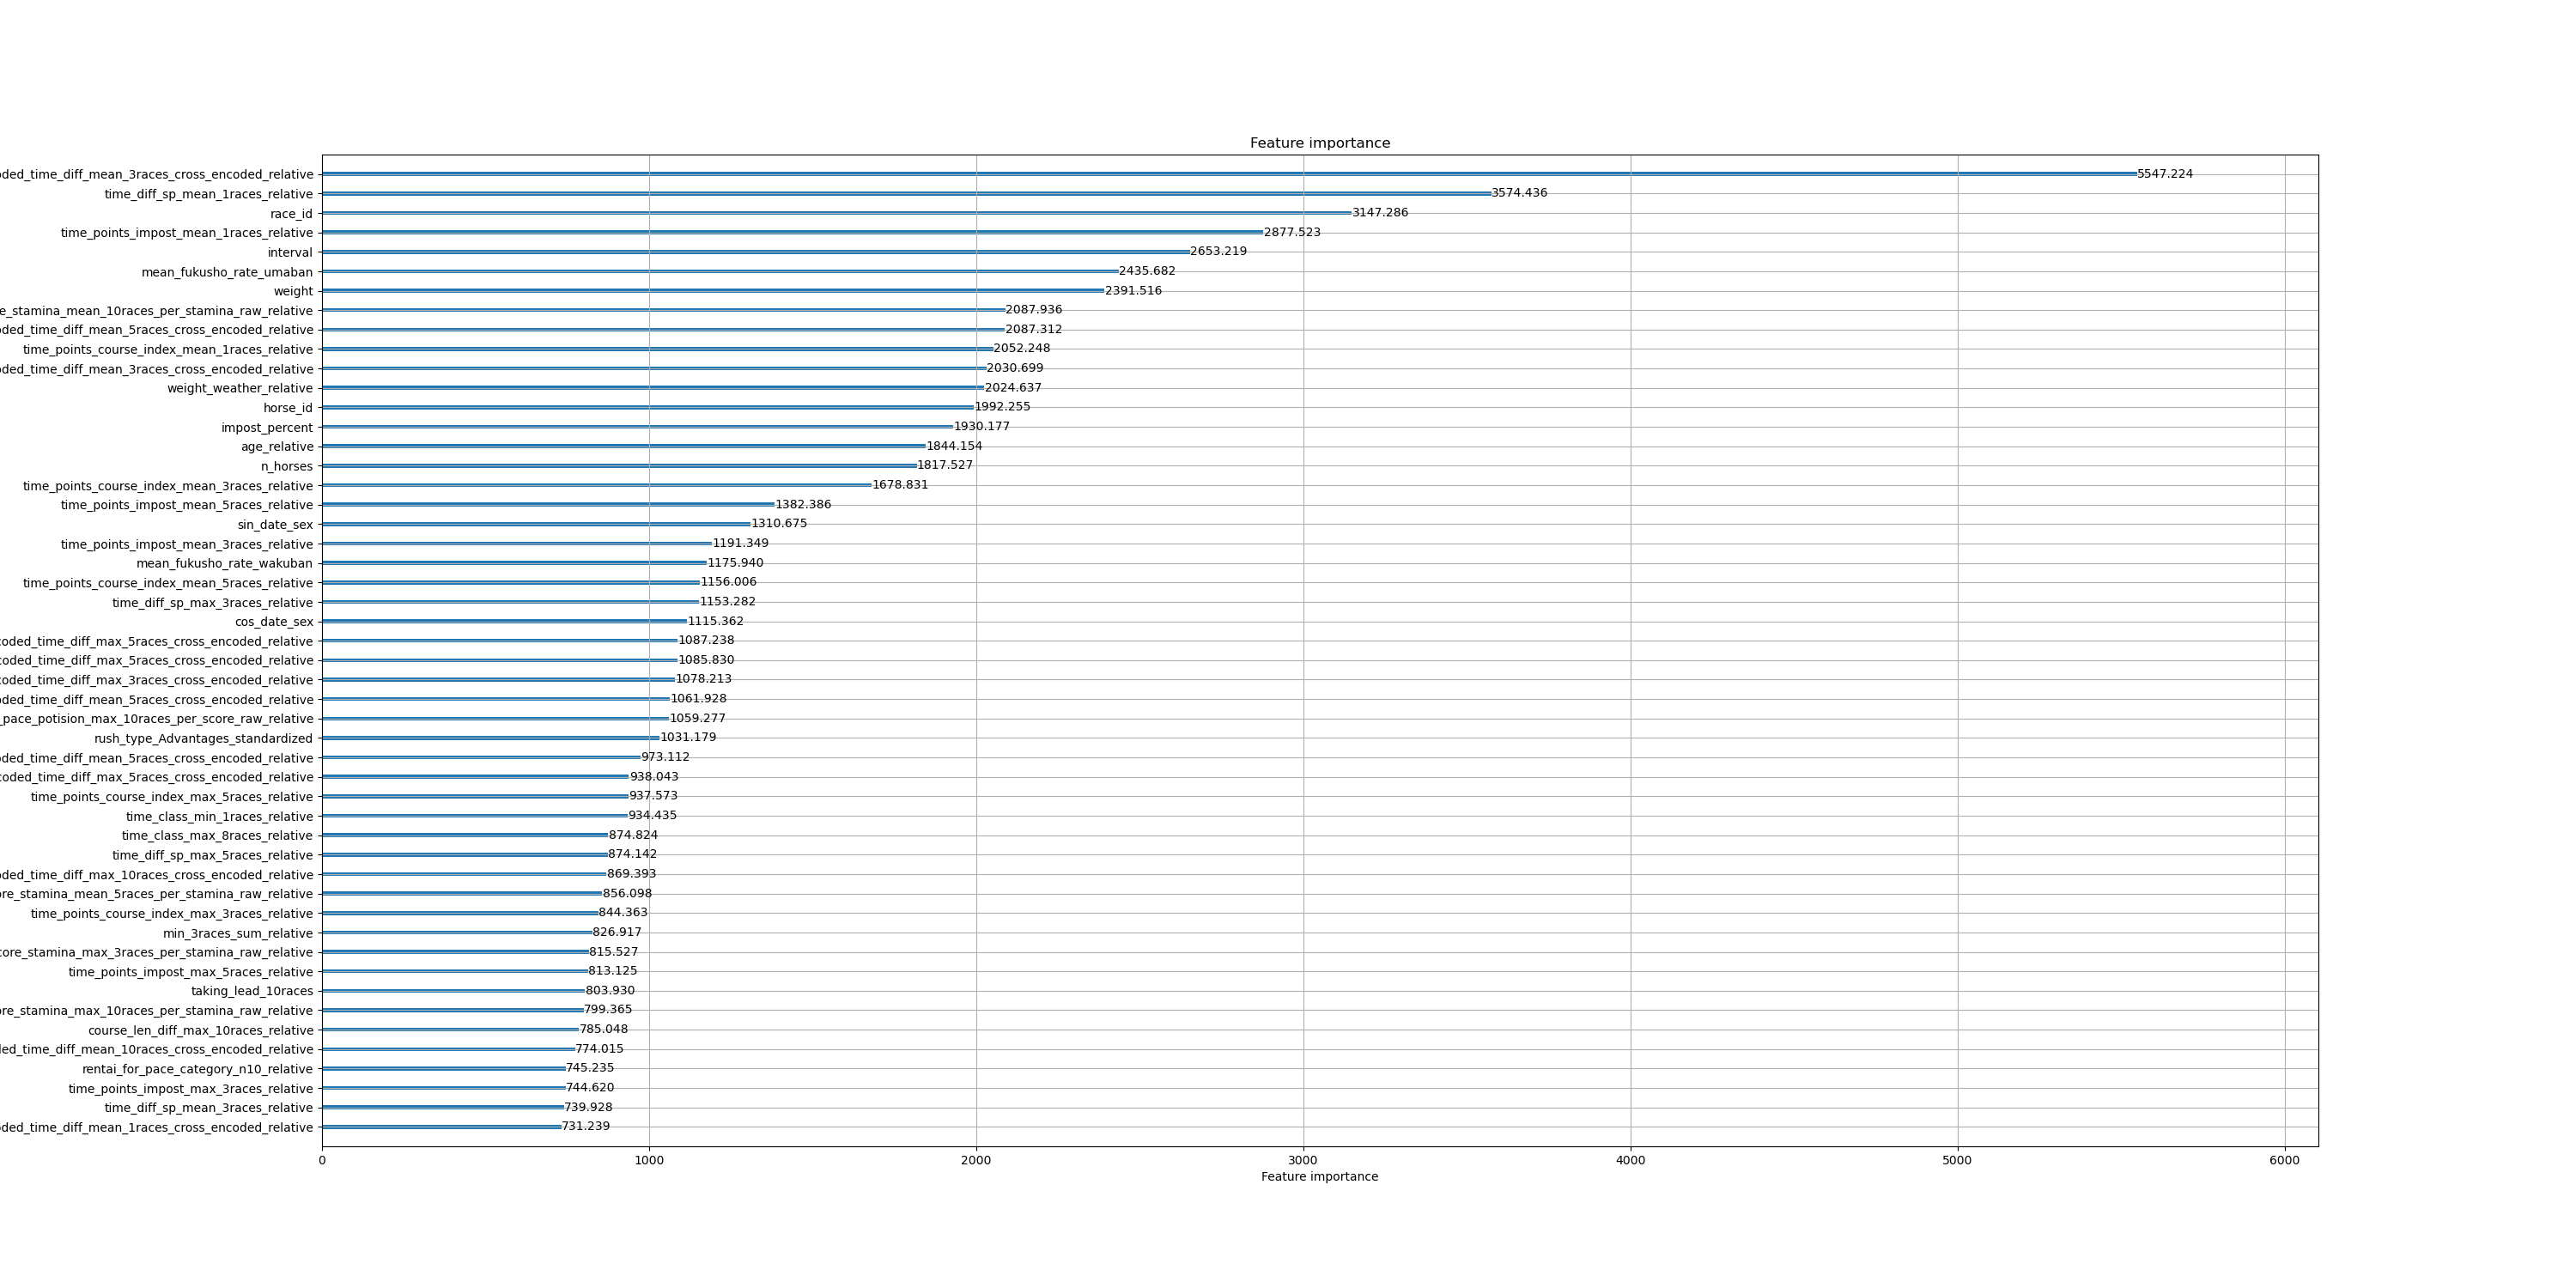 Feature importance
oded_time_diff_mean_3races_cross_encoded_relative 5547.224
time_diff_sp_mean_1races_relative 3574.436
race_id 3147.286
time_points_impost_mean_1races_relative 2877.523
interval 2653.219
mean_fukusho_rate_umaban 2435.682
weight 2391.516
e_stamina_mean_10races_per_stamina_raw_relative 2087.936
oded_time_diff_mean_5races_cross_encoded_relative 2087.312
time_points_course_index_mean_1races_relative 2052.248
oded_time_diff_mean_3races_cross_encoded_relative 2030.699
weight_weather_relative 2024.637
horse_id 1992.255
impost_percent 1930.177
age_relative 1844.154
n_horses 1817.527
time_points_course_index_mean_3races_relative 1678.831
time_points_impost_mean_5races_relative 1382.386
sin_date_sex 1310.675
time_points_impost_mean_3races_relative 1191.349
mean_fukusho_rate_wakuban 1175.940
time_points_course_index_mean_5races_relative 1156.006
time_diff_sp_max_3races_relative 1153.282
cos_date_sex 1115.362
coded_time_diff_max_5races_cross_encoded_relative 1087.238
coded_time_diff_max_5races_cross_encoded_relative 1085.830
coded_time_diff_max_3races_cross_encoded_relative 1078.213
oded_time_diff_mean_5races_cross_encoded_relative 1061.928
_pace_potision_max_10races_per_score_raw_relative 1059.277
rush_type_Advantages_standardized 1031.179
oded_time_diff_mean_5races_cross_encoded_relative 973.112
coded_time_diff_max_5races_cross_encoded_relative 938.043
time_points_course_index_max_5races_relative 937.573
time_class_min_1races_relative 934.435
time_class_max_8races_relative 874.824
time_diff_sp_max_5races_relative 874.142
oded_time_diff_max_10races_cross_encoded_relative 869.393
ore_stamina_mean_5races_per_stamina_raw_relative 856.098
time_points_course_index_max_3races_relative 844.363
min_3races_sum_relative 826.917
core_stamina_max_3races_per_stamina_raw_relative 815.527
time_points_impost_max_5races_relative 813.125
taking_lead_10races 803.930
ore_stamina_max_10races_per_stamina_raw_relative 799.365
course_len_diff_max_10races_relative 785.048
led_time_diff_mean_10races_cross_encoded_relative 774.015
rentai_for_pace_category_n10_relative 745.235
time_points_impost_max_3races_relative 744.620
time_diff_sp_mean_3races_relative 739.928
oded_time_diff_mean_1races_cross_encoded_relative 731.239
0 1000 2000 3000 4000 5000 6000
Feature importance